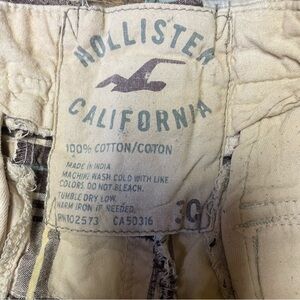 HOLLISTER
CALIFORNIA
100% COTTON/COTON
MADE IN INDIA
MACHINE WASH COLD WITH LIKE
COLORS. DO NOT BLEACH.
TUMBLE DRY LOW.
WARM IRON IF NEEDED.
RN102573 CA50316
30